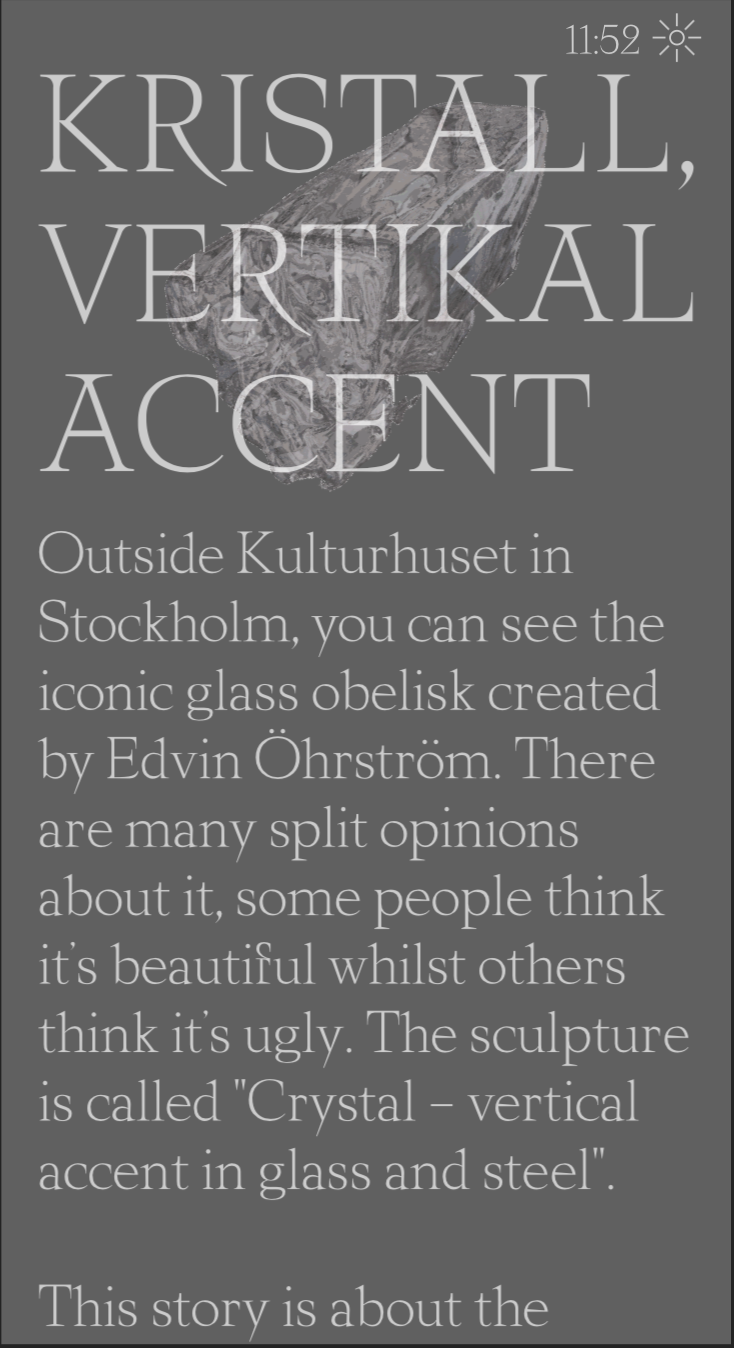 11:52
KRISTALL,
VERTIKAL
ACCENT
Outside Kulturhuset in
Stockholm, you can see the
iconic glass obelisk created
by Edvin Öhrström. There
are many split opinions
about it, some people think
it's beautiful whilst others
think it's ugly. The sculpture
is called "Crystal – vertical
accent in glass and steel".
This story is about the